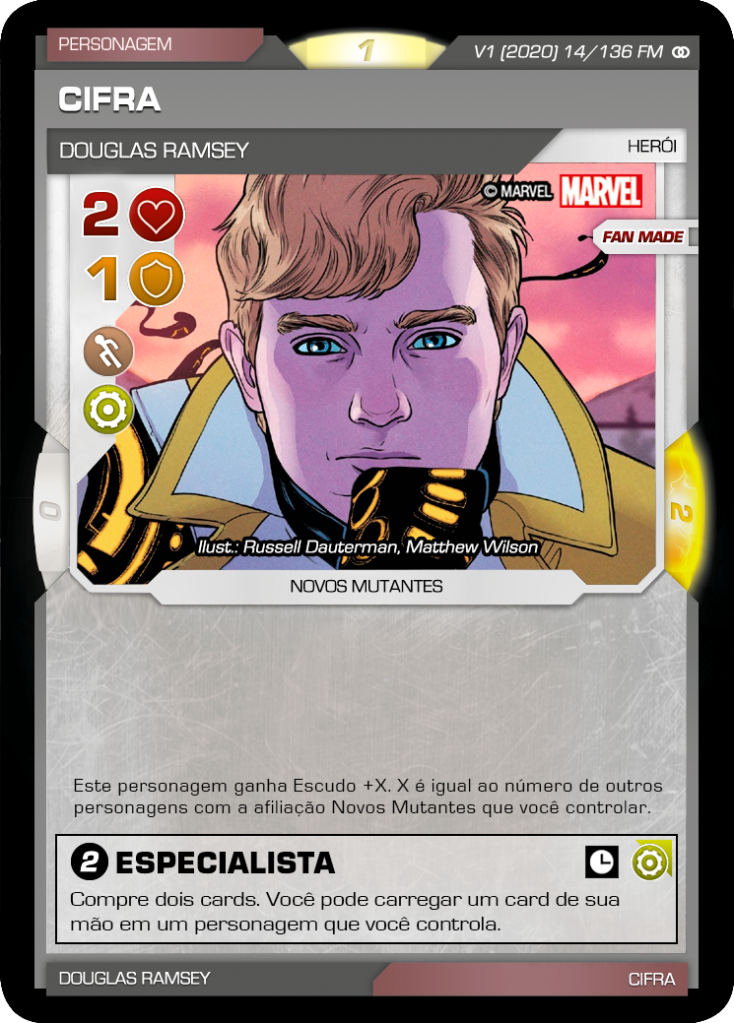 PERSONAGEM
1
V1 (2020) 14/136 FM
CIFRA
DOUGLAS RAMSEY
HERÓI
© MARVEL MARVEL
2
FAN MADE
1
0
2
Ilust.: Russell Dauterman, Matthew Wilson
NOVOS MUTANTES
Este personagem ganha Escudo +X. X é igual ao número de outros
personagens com a afiliação Novos Mutantes que você controlar.
2 ESPECIALISTA
Compre dois cards. Você pode carregar um card de sua
mão em um personagem que você controla.
DOUGLAS RAMSEY
CIFRA